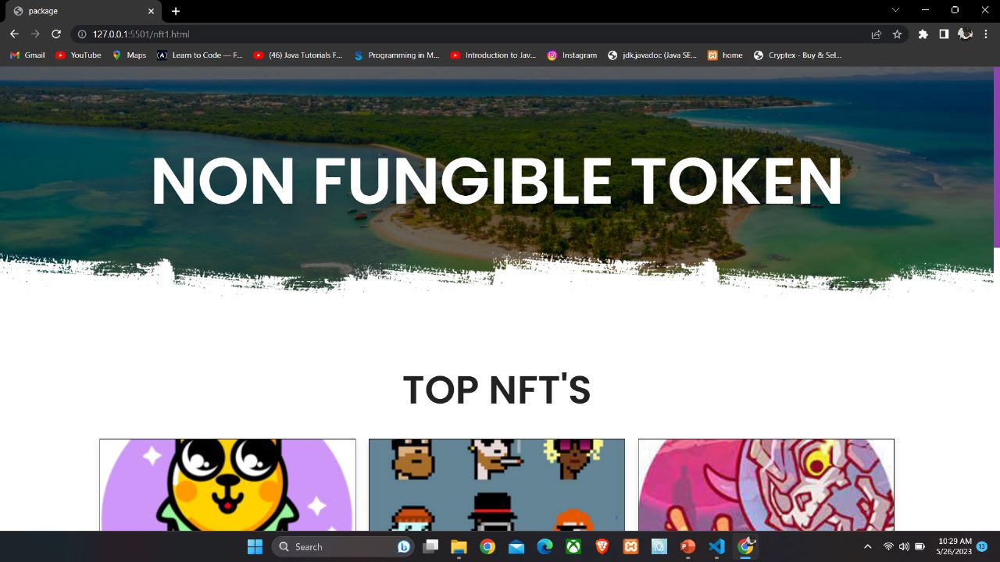 package
127.0.0.1:5501/nft1.html
Gmail
YouTube
Maps
Learn to Code — F...
(46) Java Tutorials F...
Programming in M...
Introduction to Jav...
Instagram
jdk.javadoc (Java SE...
home
Cryptex - Buy & Sel...
NON FUNGIBLE TOKEN
TOP NFT'S
Search
10:29 AM
5/26/2023
13